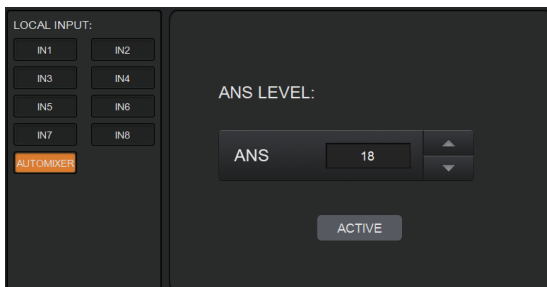 LOCAL INPUT:
IN1 IN2
IN3 IN4
IN5 IN6
IN7 IN8
AUTOMIXER
ANS LEVEL:
ANS 18
ACTIVE